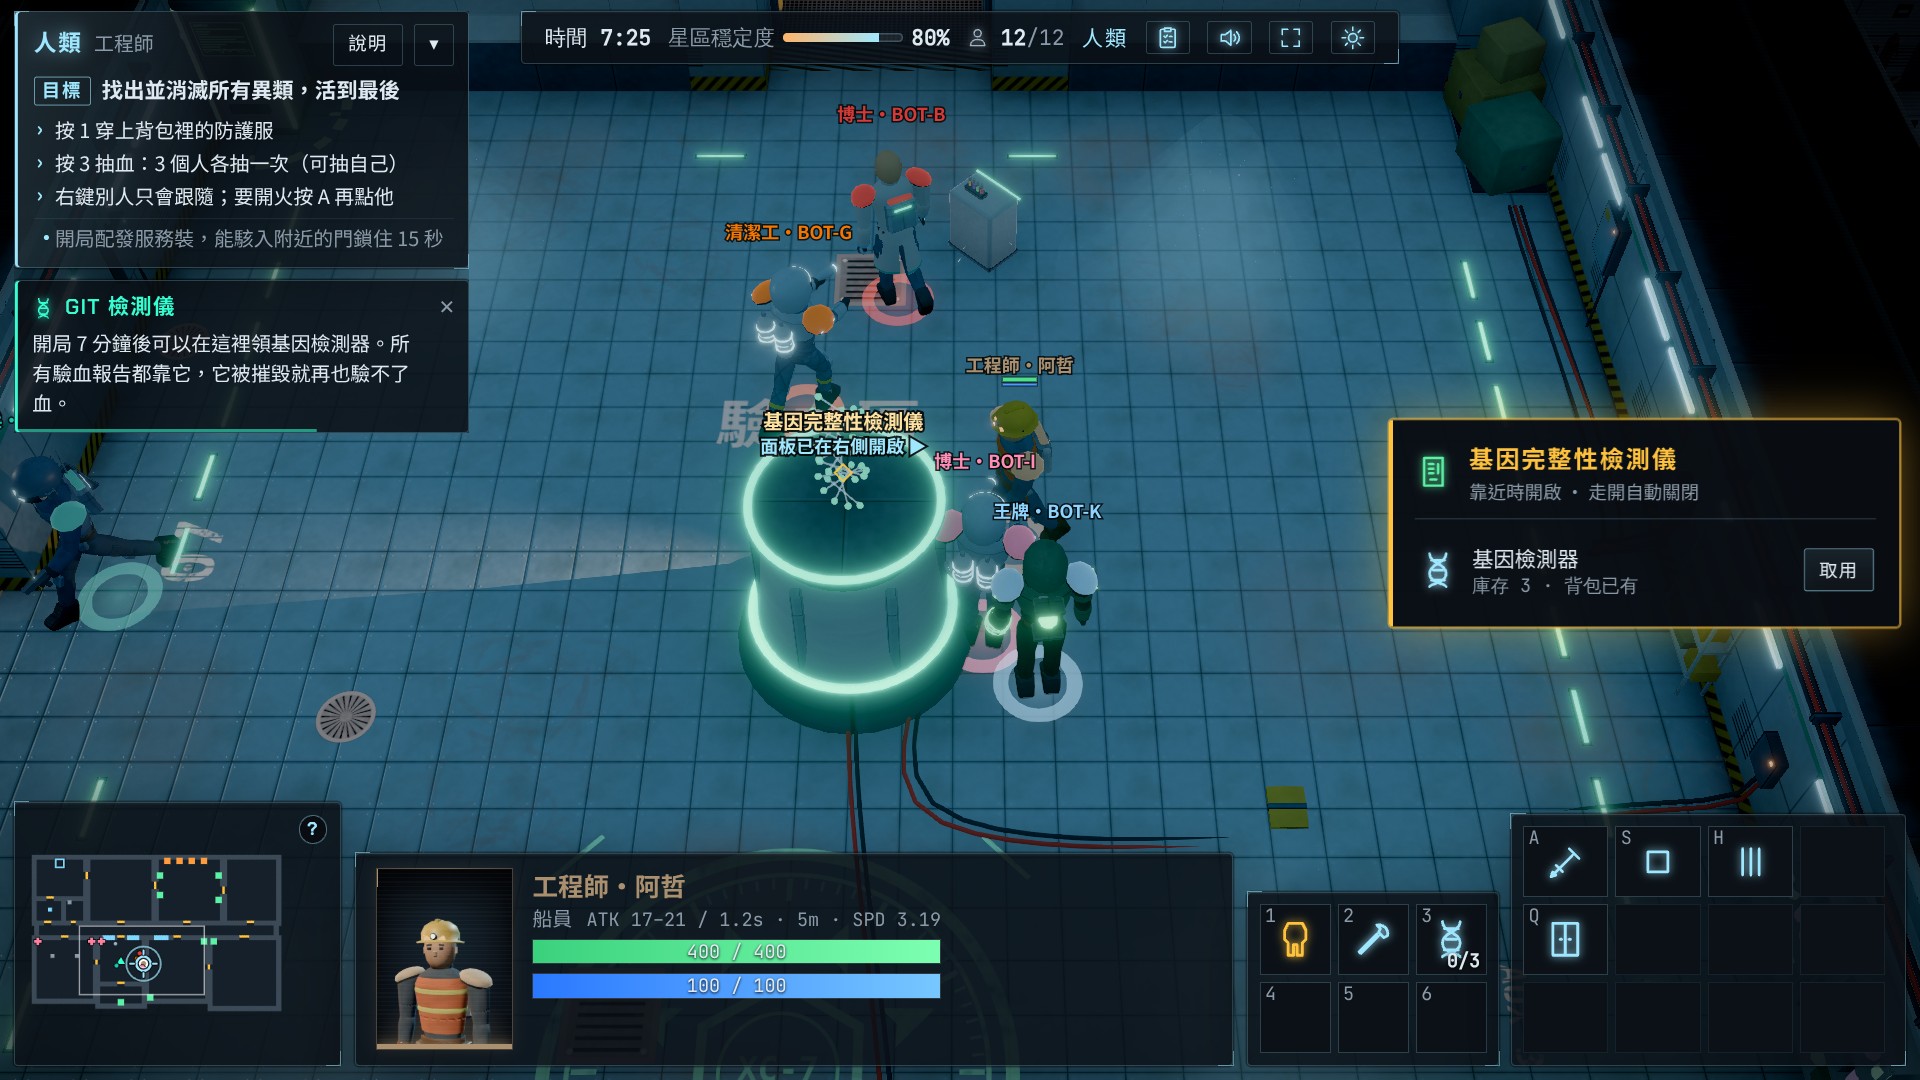 人類 工程師 說明 ▼
目標 找出並消滅所有異類，活到最後
› 按 1 穿上背包裡的防護服
› 按 3 抽血：3 個人各抽一次（可抽自己）
› 右鍵別人只會跟隨；要開火按 A 再點他
• 開局配發服務裝，能駭入附近的門鎖住 15 秒
GIT 檢測儀 ×
開局 7 分鐘後可以在這裡領基因檢測器。所
有驗血報告都靠它，它被摧毀就再也驗不了
血。
時間 7:25 星區穩定度 80% 12/12 人類
博士・BOT-B
清潔工・BOT-G
工程師・阿哲
基因完整性檢測儀
面板已在右側開啟 ▶
博士・BOT-I
王牌・BOT-K
驗
基因完整性檢測儀
靠近時開啟 · 走開自動關閉
基因檢測器
庫存 3 · 背包已有
取用
?
工程師・阿哲
船員 ATK 17–21 / 1.2s · 5m · SPD 3.19
400 / 400
100 / 100
XC-7
1 2 3 0/3
4 5 6
A S H
Q